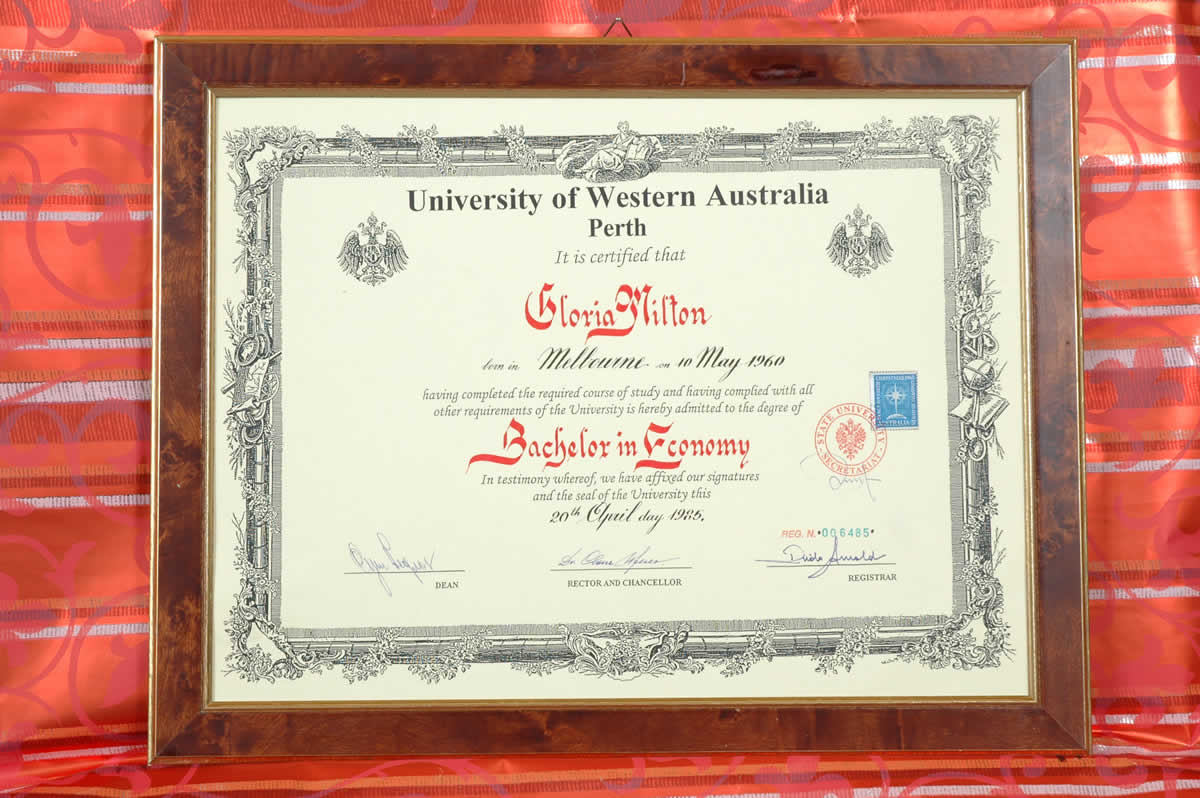 University of Western Australia
Perth
It is certified that
Gloria Milton
born in Melbourne on 10 May 1960
having completed the required course of study and having complied with all
other requirements of the University is hereby admitted to the degree of
Bachelor in Economy
In testimony whereof, we have affixed our signatures
and the seal of the University this
20th April day 1985.
STATE UNIVERSITY
SECRETARIAT
AUSTRALIA
REG. N. *006485*
DEAN
RECTOR AND CHANCELLOR
REGISTRAR